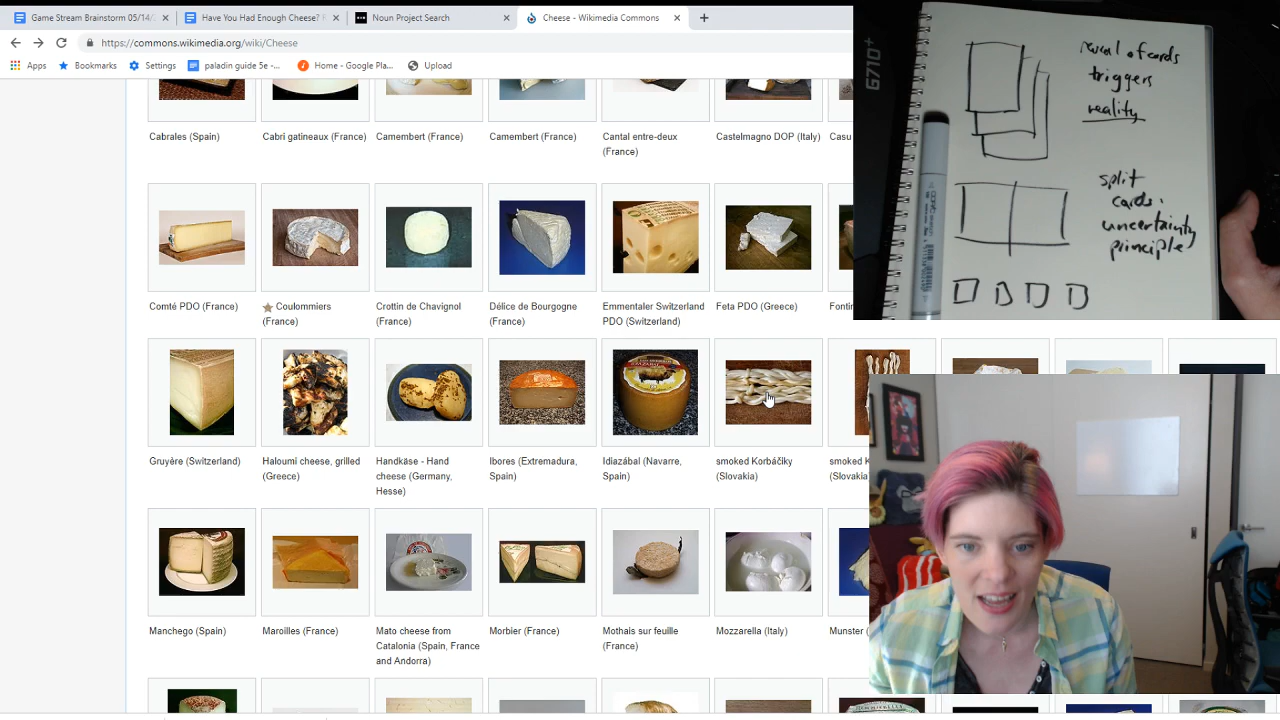 Game Stream Brainstorm 05/14/
Have You Had Enough Cheese?
Noun Project Search
Cheese - Wikimedia Commons
https://commons.wikimedia.org/wiki/Cheese
Apps
Bookmarks
Settings
paladin guide 5e -...
Home - Google Pla...
Upload
Cabrales (Spain)
Cabri gatineaux (France)
Camembert (France)
Camembert (France)
Cantal entre-deux
(France)
Castelmagno DOP (Italy)
Casu
Comté PDO (France)
Coulommiers
(France)
Crottin de Chavignol
(France)
Délice de Bourgogne
(France)
Emmentaler Switzerland
PDO (Switzerland)
Feta PDO (Greece)
Fontin
Gruyère (Switzerland)
Haloumi cheese, grilled
(Greece)
Handkäse - Hand
cheese (Germany,
Hesse)
Ibores (Extremadura,
Spain)
Idiazábal (Navarre,
Spain)
smoked Korbáčiky
(Slovakia)
smoked K
(Slovakia
Manchego (Spain)
Maroilles (France)
Mato cheese from
Catalonia (Spain, France
and Andorra)
Morbier (France)
Mothais sur feuille
(France)
Mozzarella (Italy)
Munster (
G710+
reveal of cards
triggers
reality
split
cards:
uncertainty
principle